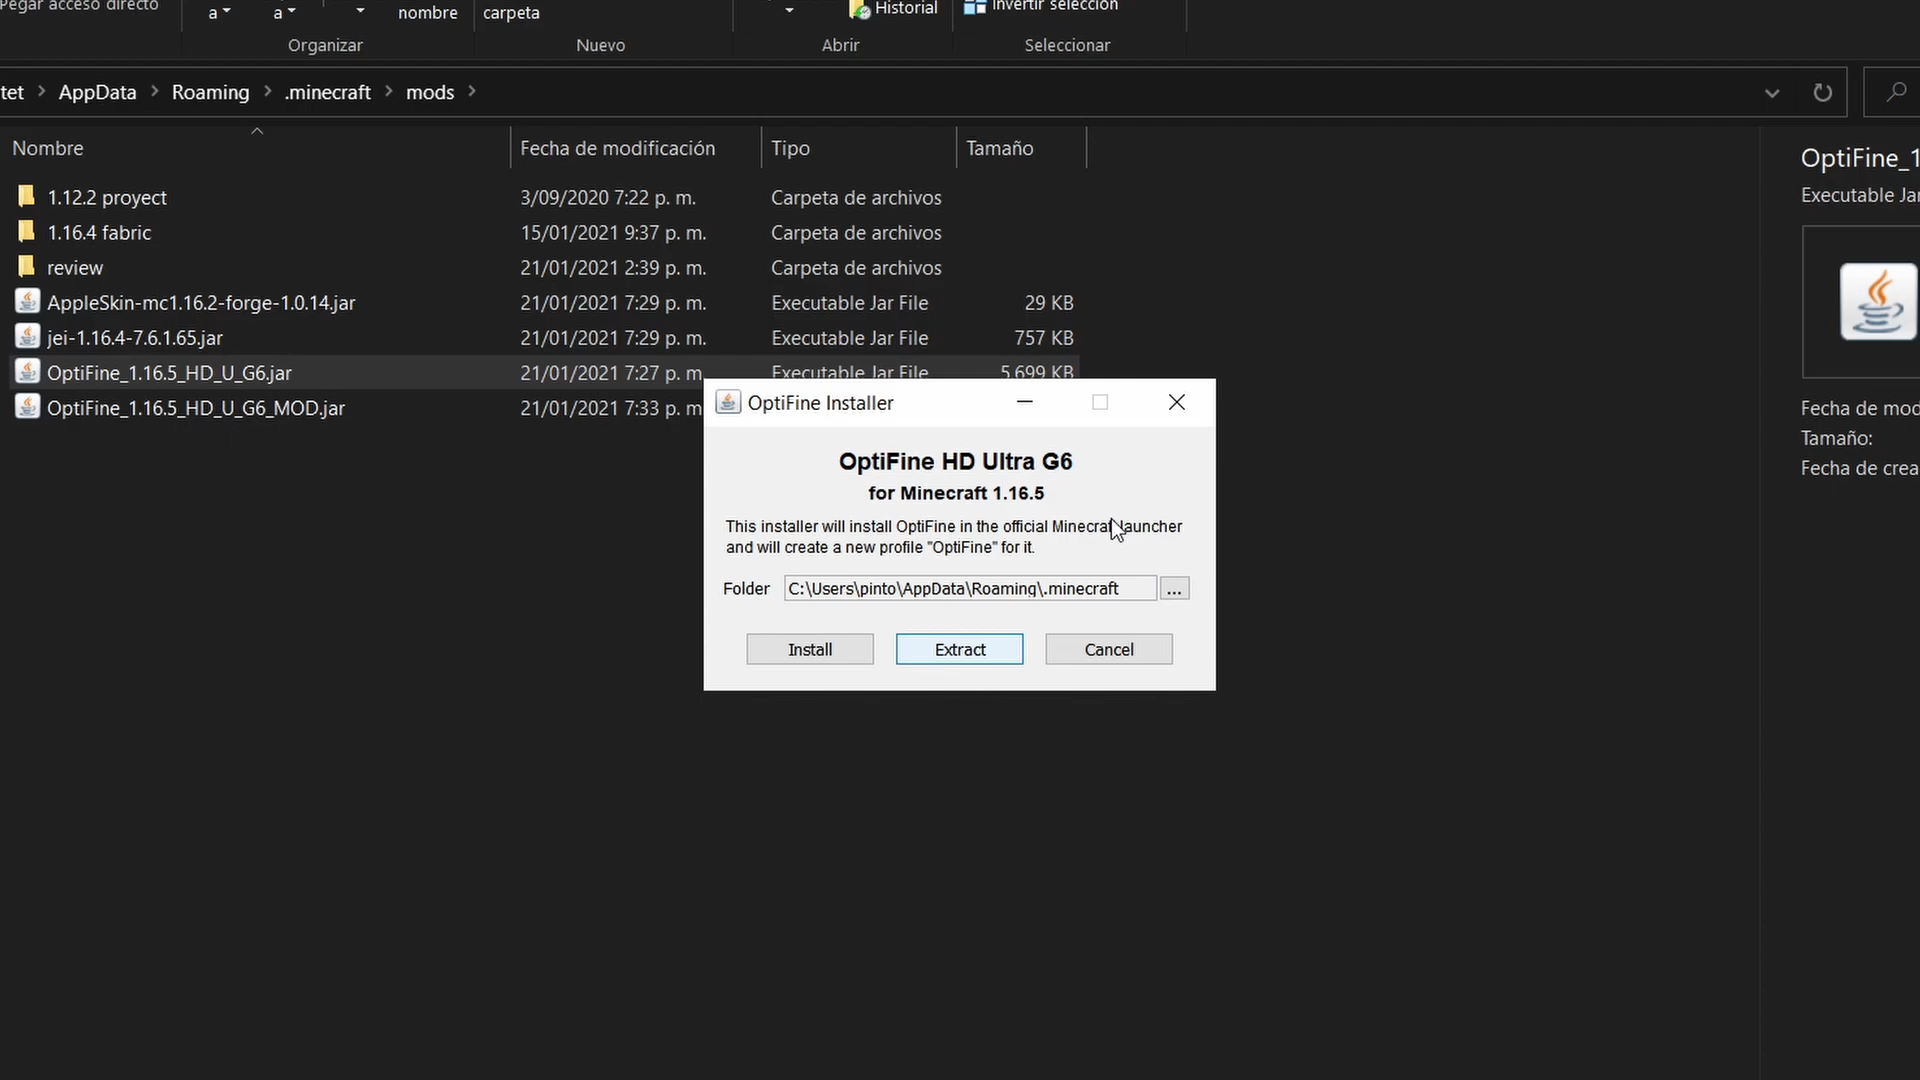 Pegar acceso directo
a a nombre carpeta Historial Invertir selección
Organizar Nuevo Abrir Seleccionar
tet > AppData > Roaming > .minecraft > mods >
Nombre Fecha de modificación Tipo Tamaño
1.12.2 proyect 3/09/2020 7:22 p. m. Carpeta de archivos
1.16.4 fabric 15/01/2021 9:37 p. m. Carpeta de archivos
review 21/01/2021 2:39 p. m. Carpeta de archivos
AppleSkin-mc1.16.2-forge-1.0.14.jar 21/01/2021 7:29 p. m. Executable Jar File 29 KB
jei-1.16.4-7.6.1.65.jar 21/01/2021 7:29 p. m. Executable Jar File 757 KB
OptiFine_1.16.5_HD_U_G6.jar 21/01/2021 7:27 p. m. Executable Jar File 5 699 KB
OptiFine_1.16.5_HD_U_G6_MOD.jar 21/01/2021 7:33 p. m
OptiFine Installer
OptiFine HD Ultra G6
for Minecraft 1.16.5
This installer will install OptiFine in the official Minecraft launcher
and will create a new profile "OptiFine" for it.
Folder C:\Users\pinto\AppData\Roaming\.minecraft ...
Install Extract Cancel
OptiFine_1
Executable Jar
Fecha de mod
Tamaño:
Fecha de crea